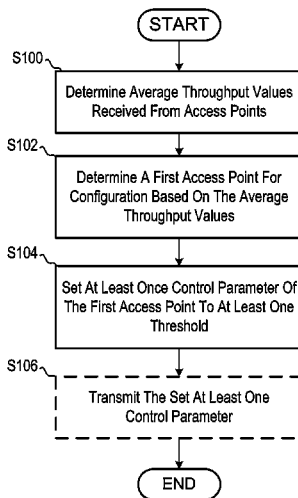 START
S100
Determine Average Throughput Values
Received From Access Points
S102
Determine A First Access Point For
Configuration Based On The Average
Throughput Values
S104
Set At Least Once Control Parameter Of
The First Access Point To At Least One
Threshold
S106
Transmit The Set At Least One
Control Parameter
END